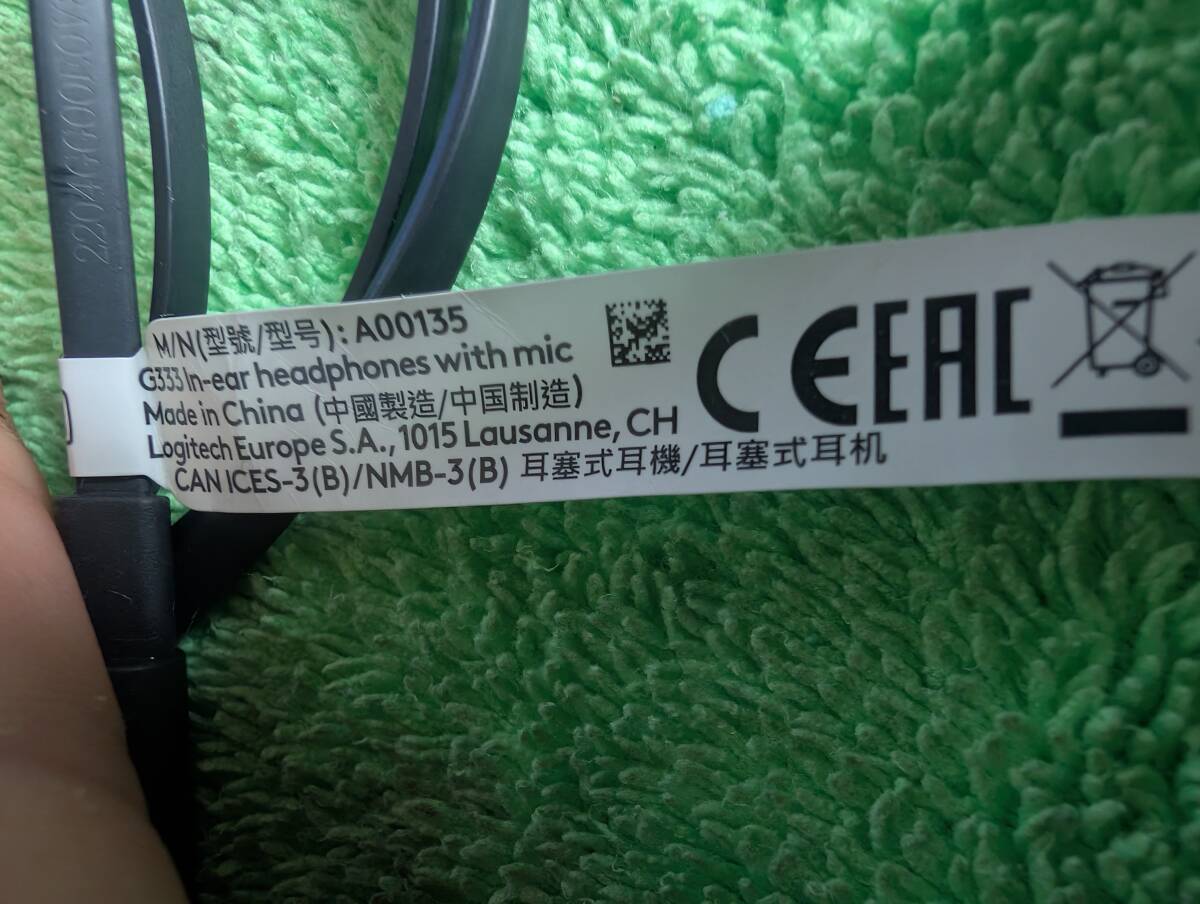 M/N(型號/型号): A00135
G333 In-ear headphones with mic
Made in China (中國製造/中国制造)
Logitech Europe S.A., 1015 Lausanne, CH
CAN ICES-3(B)/NMB-3(B) 耳塞式耳機/耳塞式耳机
CE EAC